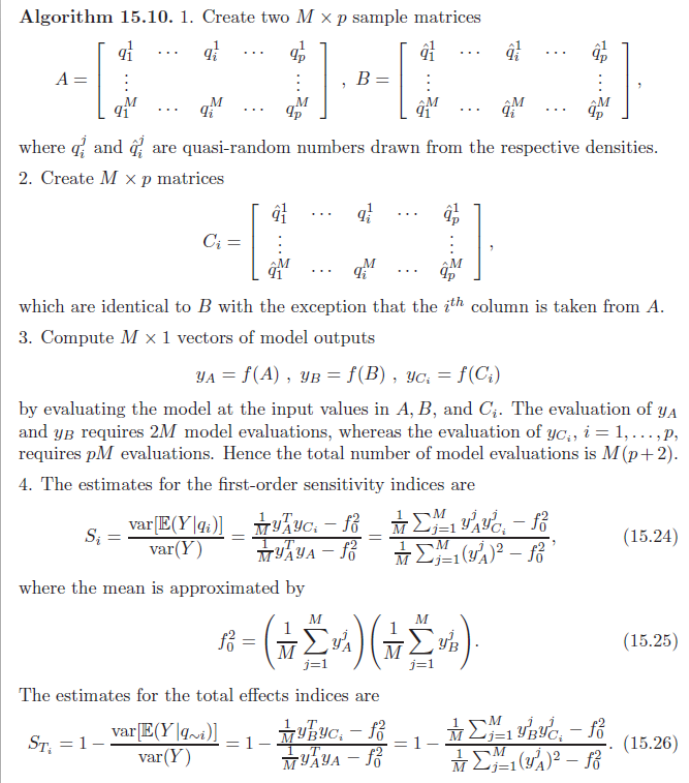 Algorithm 15.10. 1. Create two M × p sample matrices
A = [ q_1^1 ··· q_i^1 ··· q_p^1 ; ⋮ ⋮ ; q_1^M ··· q_i^M ··· q_p^M ] , B = [ q̂_1^1 ··· q̂_i^1 ··· q̂_p^1 ; ⋮ ⋮ ; q̂_1^M ··· q̂_i^M ··· q̂_p^M ] ,
where q_i^j and q̂_i^j are quasi-random numbers drawn from the respective densities.
2. Create M × p matrices
C_i = [ q̂_1^1 ··· q_i^1 ··· q̂_p^1 ; ⋮ ⋮ ; q̂_1^M ··· q_i^M ··· q̂_p^M ] ,
which are identical to B with the exception that the i^th column is taken from A.
3. Compute M × 1 vectors of model outputs
y_A = f(A) , y_B = f(B) , y_{C_i} = f(C_i)
by evaluating the model at the input values in A, B, and C_i. The evaluation of y_A
and y_B requires 2M model evaluations, whereas the evaluation of y_{C_i}, i = 1, . . . , p,
requires pM evaluations. Hence the total number of model evaluations is M(p+2).
4. The estimates for the first-order sensitivity indices are
S_i = var[𝔼(Y|q_i)] / var(Y) = (1/M y_A^T y_{C_i} − f_0^2) / (1/M y_A^T y_A − f_0^2) = (1/M ∑_{j=1}^M y_A^j y_{C_i}^j − f_0^2) / (1/M ∑_{j=1}^M (y_A^j)^2 − f_0^2), (15.24)
where the mean is approximated by
f_0^2 = (1/M ∑_{j=1}^M y_A^j) (1/M ∑_{j=1}^M y_B^j) . (15.25)
The estimates for the total effects indices are
S_{T_i} = 1 − var[𝔼(Y|q_{∼i})] / var(Y) = 1 − (1/M y_B^T y_{C_i} − f_0^2) / (1/M y_A^T y_A − f_0^2) = 1 − (1/M ∑_{j=1}^M y_B^j y_{C_i}^j − f_0^2) / (1/M ∑_{j=1}^M (y_A^j)^2 − f_0^2) . (15.26)